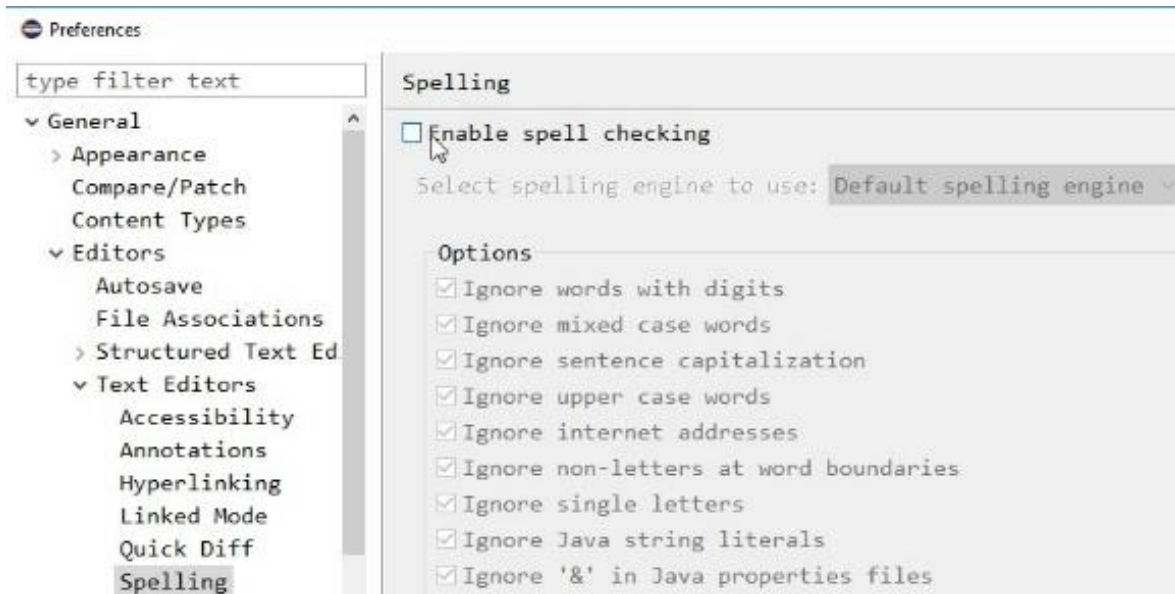 Preferences
type filter text
General
Appearance
Compare/Patch
Content Types
Editors
Autosave
File Associations
Structured Text Ed
Text Editors
Accessibility
Annotations
Hyperlinking
Linked Mode
Quick Diff
Spelling
Spelling
Enable spell checking
Select spelling engine to use: Default spelling engine
Options
Ignore words with digits
Ignore mixed case words
Ignore sentence capitalization
Ignore upper case words
Ignore internet addresses
Ignore non-letters at word boundaries
Ignore single letters
Ignore Java string literals
Ignore '&' in Java properties files